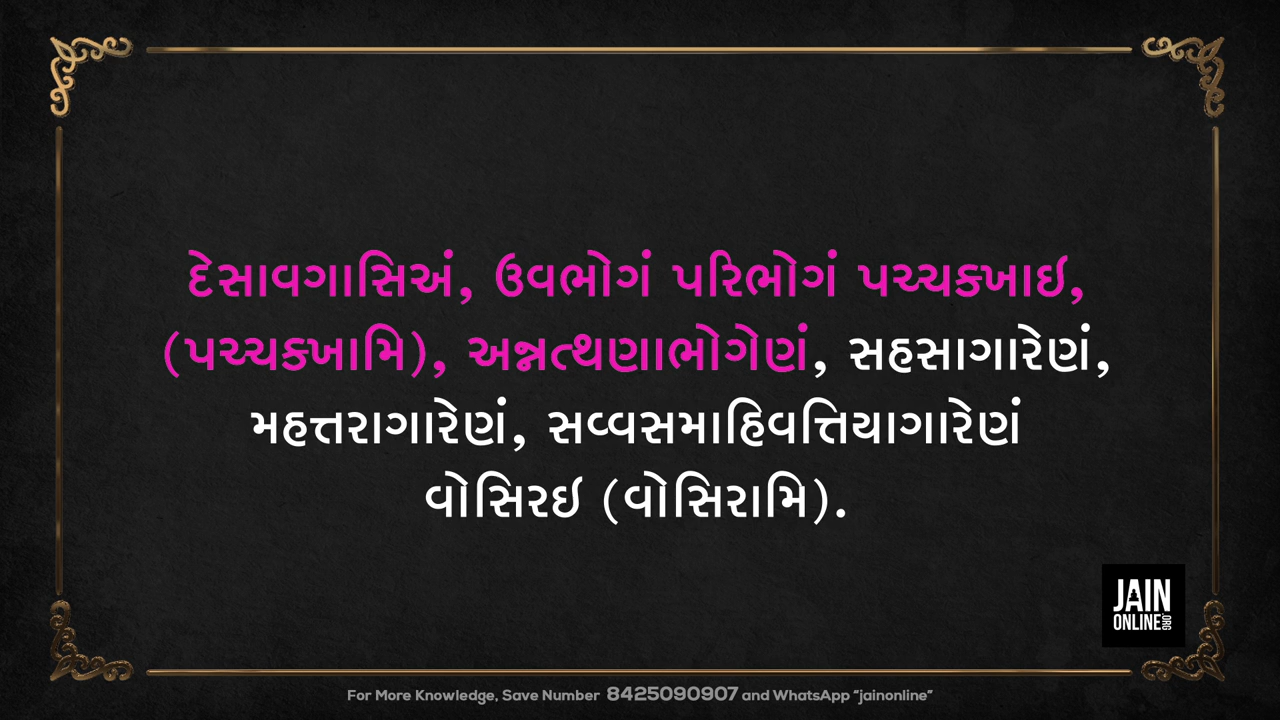 દેસાવગાસિઅં, ઉવભોગં પરિભોગં પચ્ચક્ખાઇ,
(પચ્ચક્ખામિ), અન્નત્થણાભોગેણં, સહસાગારેણં,
મહત્તરાગારેણં, સવ્વસમાહિવત્તિયાગારેણં
વોસિરઇ (વોસિરામિ).
JAIN
ONLINE.ORG
For More Knowledge, Save Number 8425090907 and WhatsApp "jainonline"